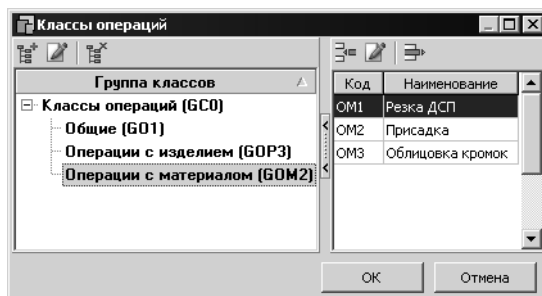 Классы операций
Группа классов
Классы операций (GC0)
Общие (GO1)
Операции с изделием (GOP3)
Операции с материалом (GOM2)
Код Наименование
OM1 Резка ДСП
OM2 Присадка
OM3 Облицовка кромок
OK Отмена